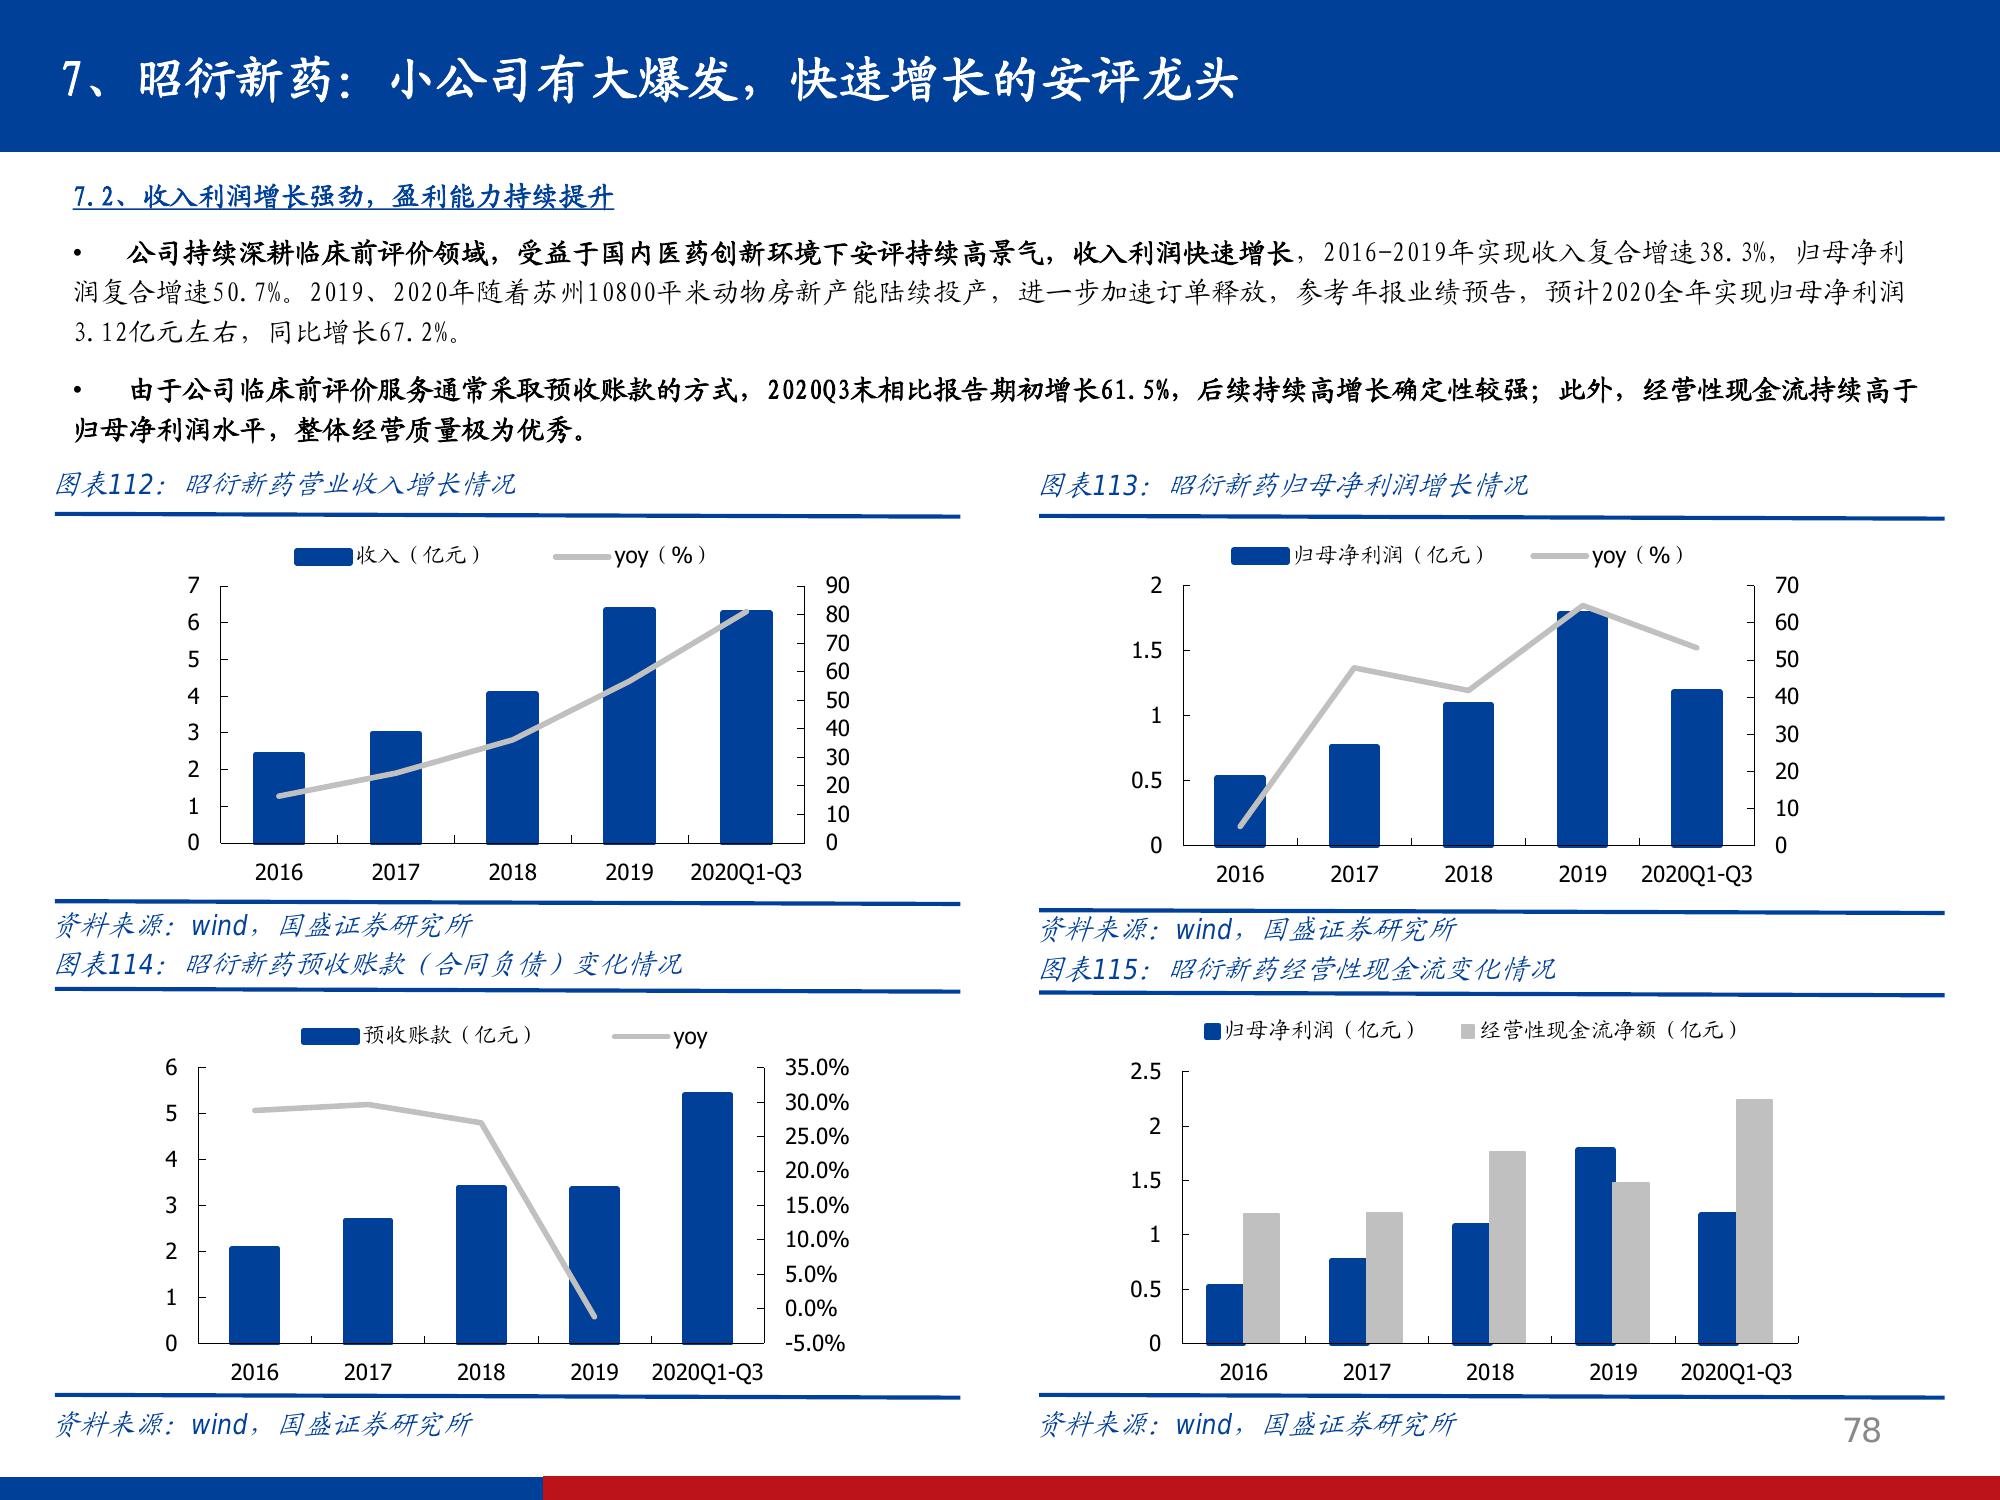 7、昭衍新药：小公司有大爆发，快速增长的安评龙头
7.2、收入利润增长强劲，盈利能力持续提升
• 公司持续深耕临床前评价领域，受益于国内医药创新环境下安评持续高景气，收入利润快速增长，2016-2019年实现收入复合增速38.3%，归母净利
润复合增速50.7%。2019、2020年随着苏州10800平米动物房新产能陆续投产，进一步加速订单释放，参考年报业绩预告，预计2020全年实现归母净利润
3.12亿元左右，同比增长67.2%。
• 由于公司临床前评价服务通常采取预收账款的方式，2020Q3末相比报告期初增长61.5%，后续持续高增长确定性较强；此外，经营性现金流持续高于
归母净利润水平，整体经营质量极为优秀。
图表112：昭衍新药营业收入增长情况
收入（亿元） yoy（%）
7 90
6 80
5 70
4 60
3 50
2 40
1 30
0 20
10
0
2016 2017 2018 2019 2020Q1-Q3
资料来源：wind，国盛证券研究所
图表113：昭衍新药归母净利润增长情况
归母净利润（亿元） yoy（%）
2 70
1.5 60
1 50
0.5 40
0 30
20
10
0
2016 2017 2018 2019 2020Q1-Q3
资料来源：wind，国盛证券研究所
图表114：昭衍新药预收账款（合同负债）变化情况
预收账款（亿元） yoy
6 35.0%
5 30.0%
4 25.0%
3 20.0%
2 15.0%
1 10.0%
0 5.0%
0.0%
-5.0%
2016 2017 2018 2019 2020Q1-Q3
资料来源：wind，国盛证券研究所
图表115：昭衍新药经营性现金流变化情况
归母净利润（亿元） 经营性现金流净额（亿元）
2.5
2
1.5
1
0.5
0
2016 2017 2018 2019 2020Q1-Q3
资料来源：wind，国盛证券研究所
78